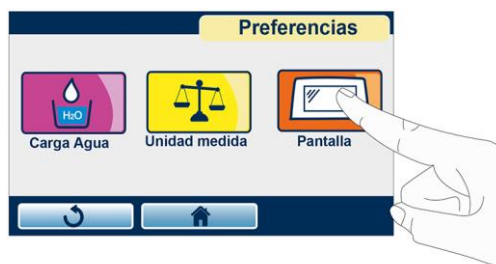 Preferencias
H₂O
Carga Agua
Unidad medida
Pantalla